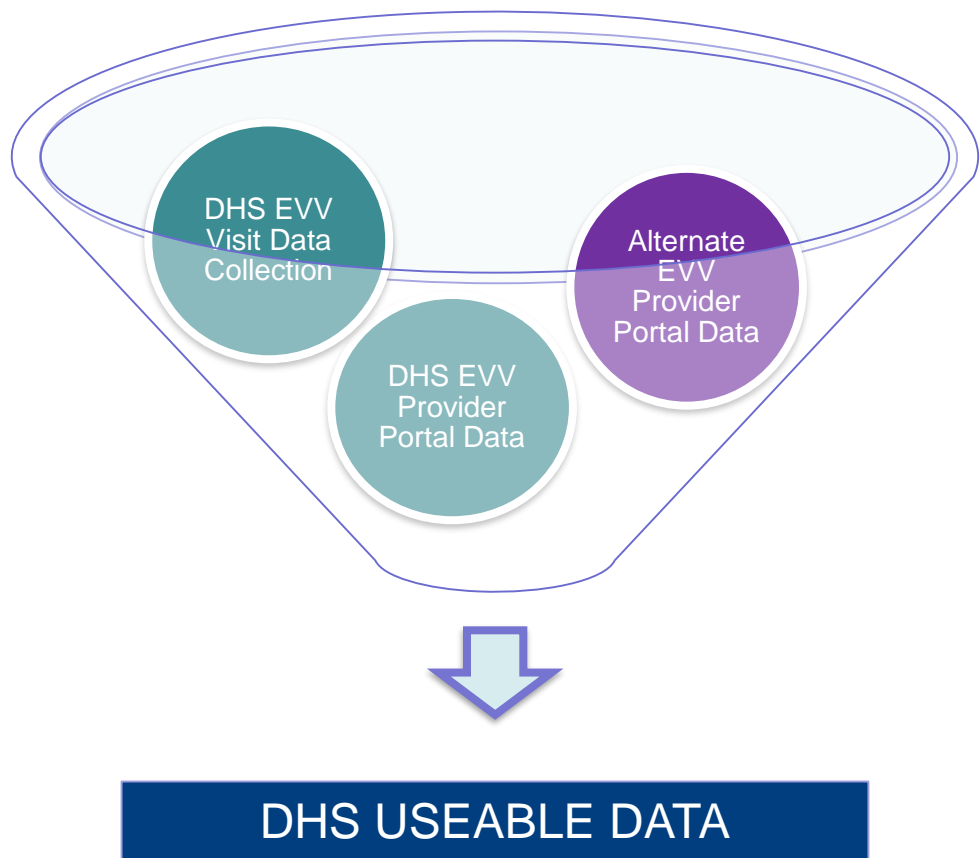 DHS EVV
Visit Data
Collection
Alternate
EVV
Provider
Portal Data
DHS EVV
Provider
Portal Data
DHS USEABLE DATA